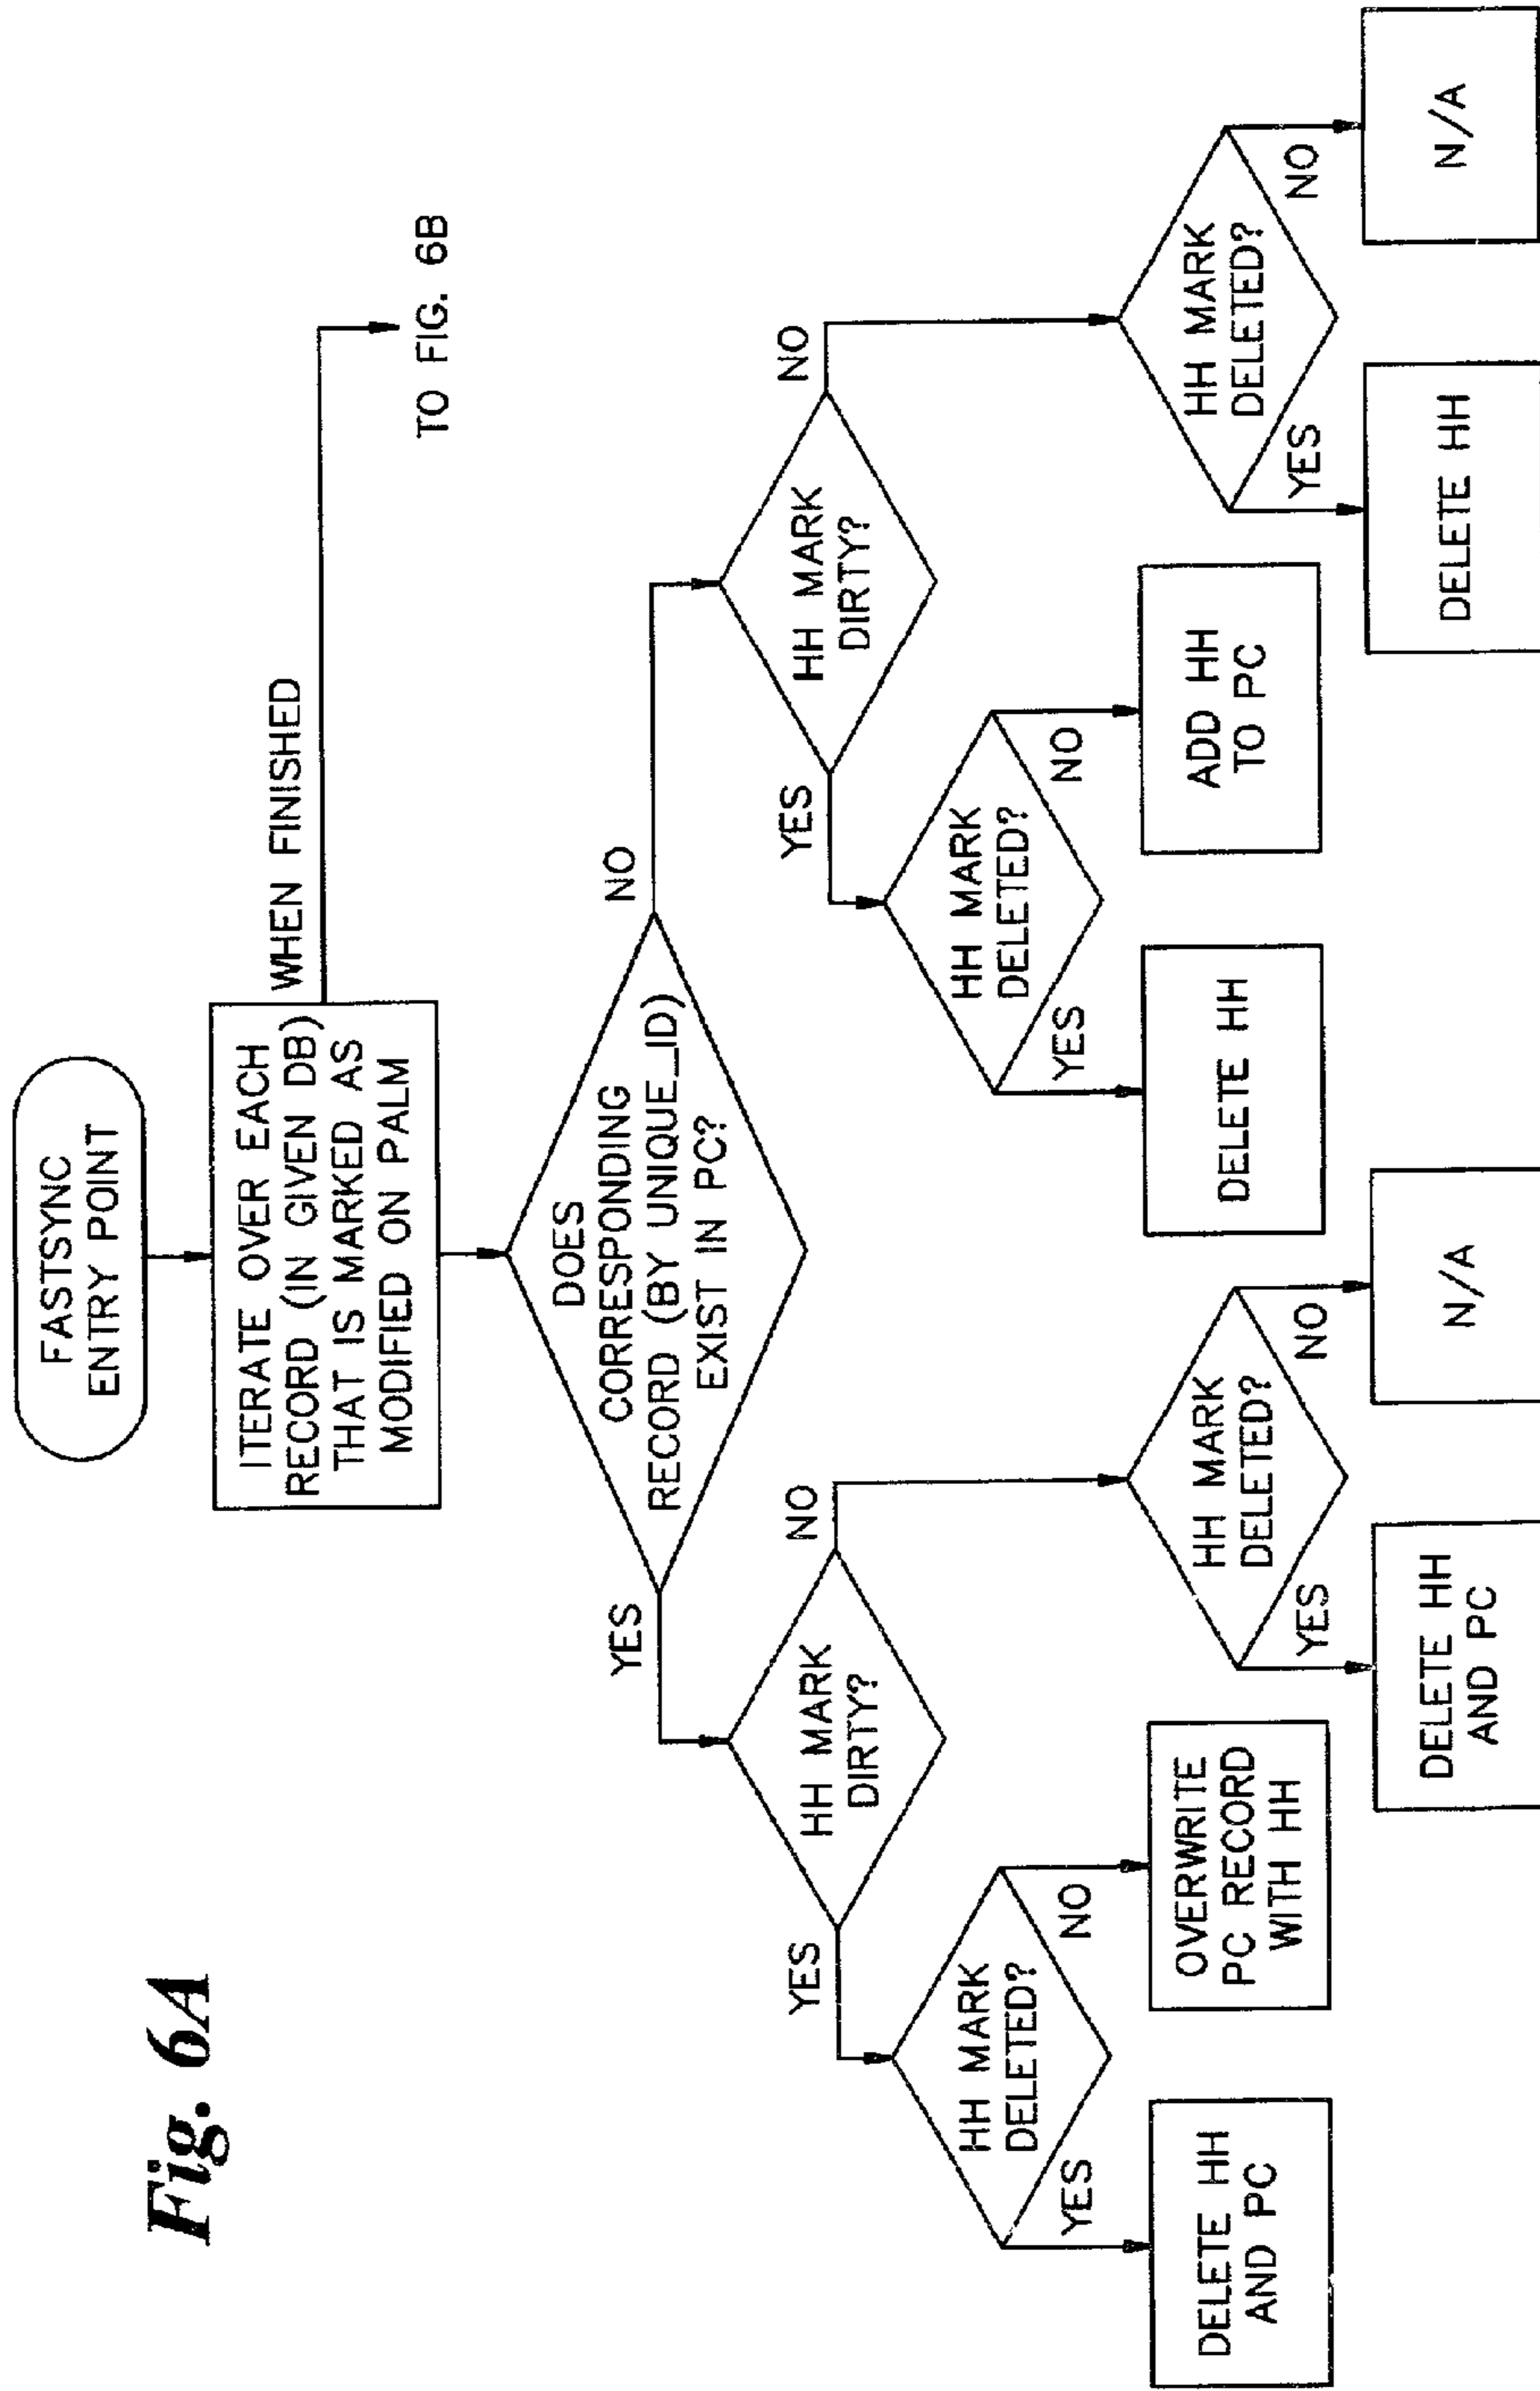 Fig. 6A
FASTSYNC
ENTRY POINT
ITERATE OVER EACH
RECORD (IN GIVEN DB)
THAT IS MARKED AS
MODIFIED ON PALM
WHEN FINISHED
TO FIG. 6B
DOES
CORRESPONDING
RECORD (BY UNIQUE_ID)
EXIST IN PC?
YES
NO
HH MARK
DIRTY?
YES
NO
HH MARK
DIRTY?
YES
NO
HH MARK
DELETED?
YES
NO
HH MARK
DELETED?
YES
NO
HH MARK
DELETED?
YES
NO
HH MARK
DELETED?
YES
NO
DELETE HH
AND PC
OVERWRITE
PC RECORD
WITH HH
DELETE HH
AND PC
N/A
DELETE HH
ADD HH
TO PC
DELETE HH
N/A